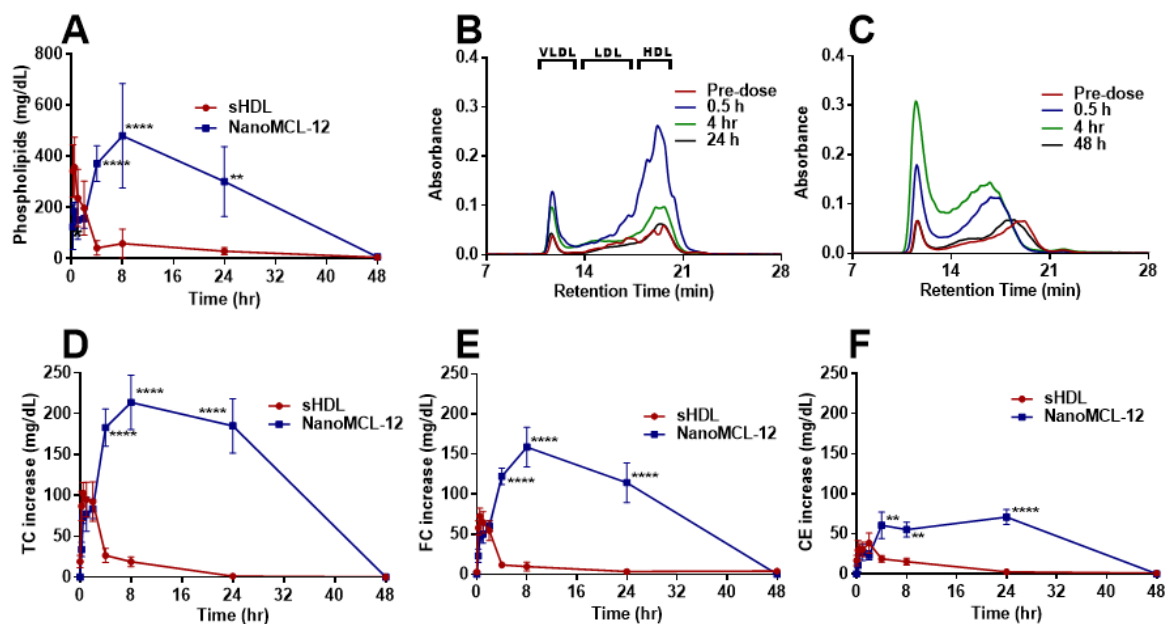 A
Phospholipids (mg/dL)
800
600
400
200
0
sHDL
NanoMCL-12
****
****
**
*
0 8 16 24 32 40 48
Time (hr)
B
VLDL LDL HDL
Absorbance
0.4
0.3
0.2
0.1
0.0
Pre-dose
0.5 h
4 hr
24 h
7 14 21 28
Retention Time (min)
C
Absorbance
0.4
0.3
0.2
0.1
0.0
Pre-dose
0.5 h
4 hr
48 h
7 14 21 28
Retention Time (min)
D
TC increase (mg/dL)
250
200
150
100
50
0
sHDL
NanoMCL-12
****
****
****
0 8 16 24 32 40 48
Time (hr)
E
FC increase (mg/dL)
250
200
150
100
50
0
sHDL
NanoMCL-12
****
****
****
0 8 16 24 32 40 48
Time (hr)
F
CE increase (mg/dL)
250
200
150
100
50
0
sHDL
NanoMCL-12
**
**
****
0 8 16 24 32 40 48
Time (hr)